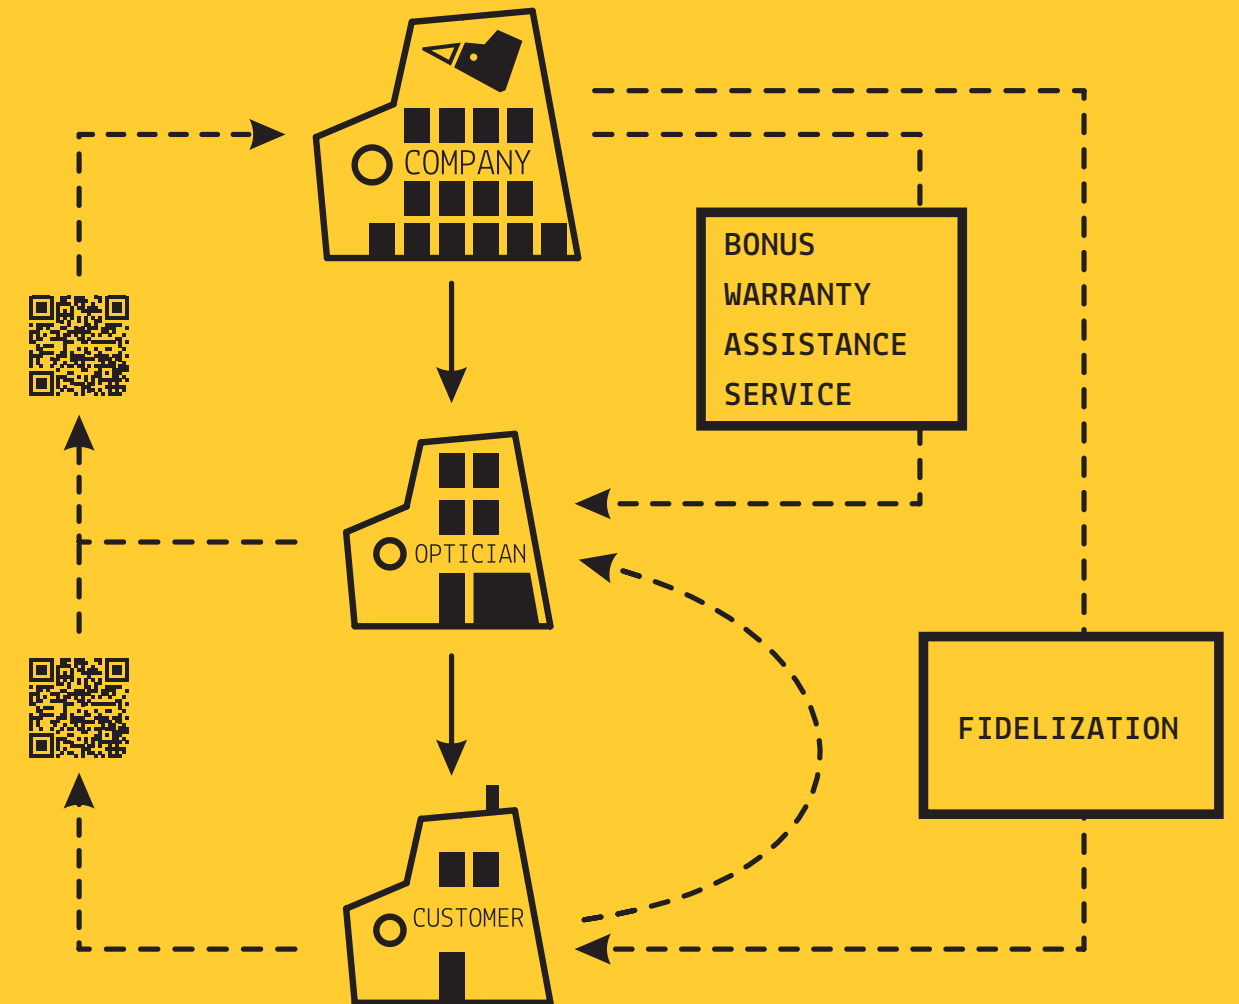 COMPANY
BONUS
WARRANTY
ASSISTANCE
SERVICE
OPTICIAN
FIDELIZATION
CUSTOMER